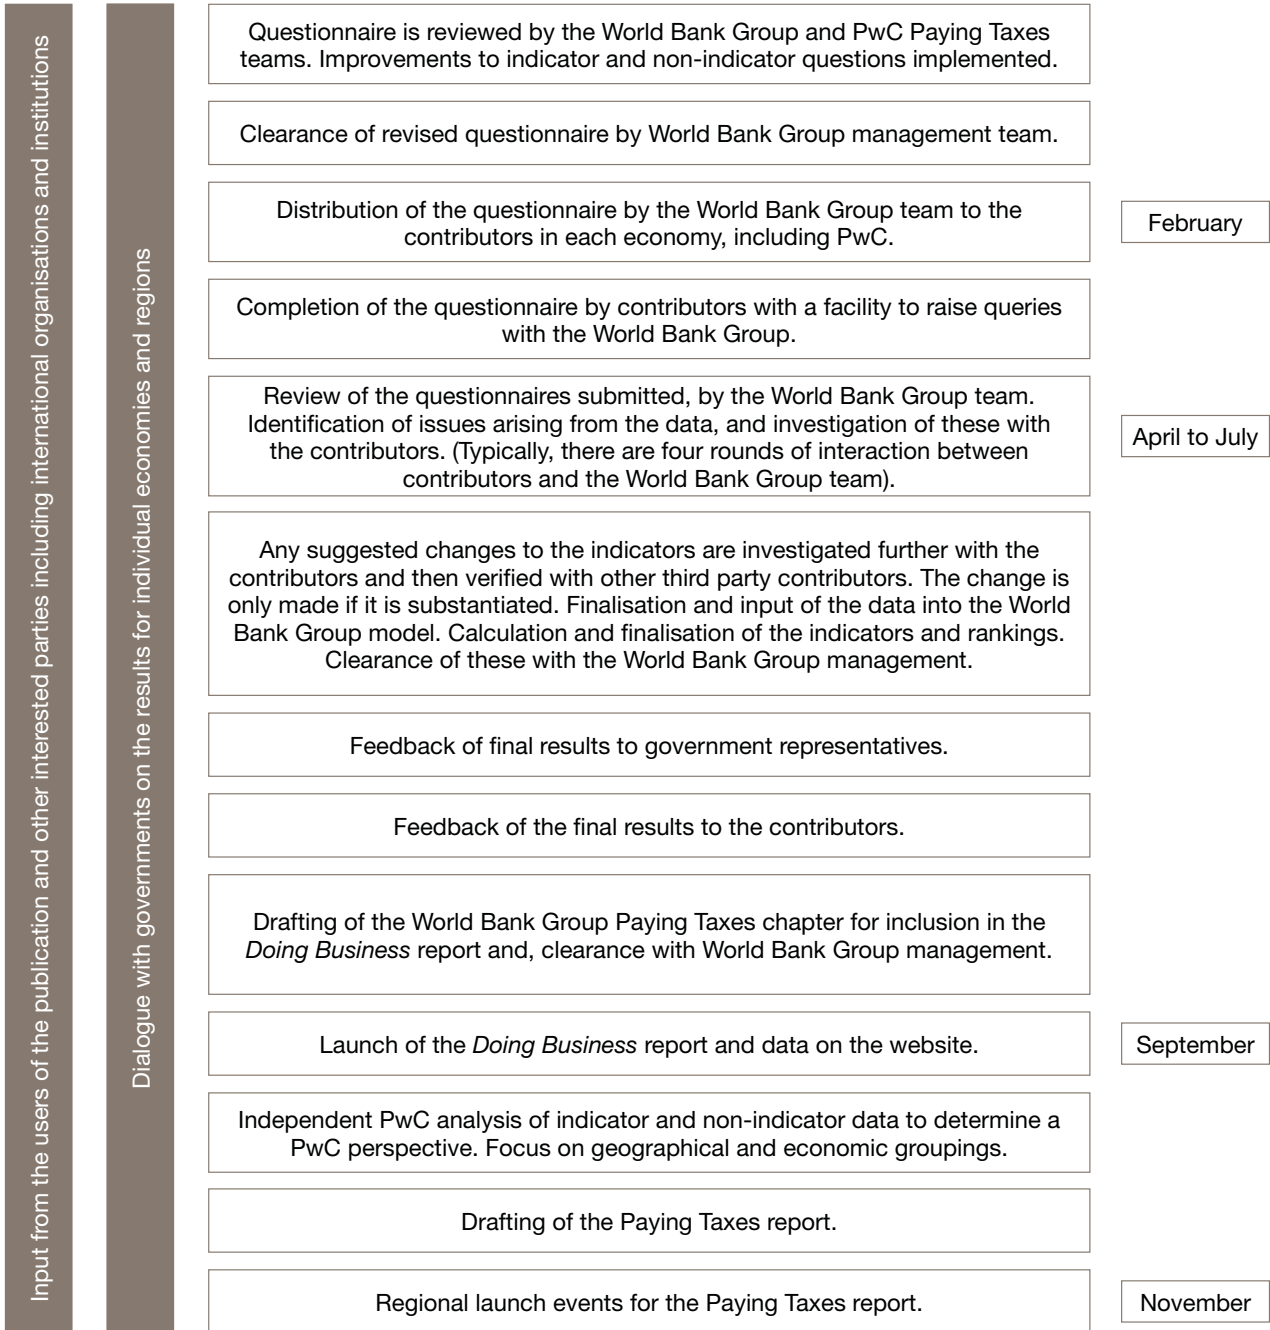 Input from the users of the publication and other interested parties including international organisations and institutions
Dialogue with governments on the results for individual economies and regions
Questionnaire is reviewed by the World Bank Group and PwC Paying Taxes
teams. Improvements to indicator and non-indicator questions implemented.
Clearance of revised questionnaire by World Bank Group management team.
Distribution of the questionnaire by the World Bank Group team to the
contributors in each economy, including PwC.
February
Completion of the questionnaire by contributors with a facility to raise queries
with the World Bank Group.
Review of the questionnaires submitted, by the World Bank Group team.
Identification of issues arising from the data, and investigation of these with
the contributors. (Typically, there are four rounds of interaction between
contributors and the World Bank Group team).
April to July
Any suggested changes to the indicators are investigated further with the
contributors and then verified with other third party contributors. The change is
only made if it is substantiated. Finalisation and input of the data into the World
Bank Group model. Calculation and finalisation of the indicators and rankings.
Clearance of these with the World Bank Group management.
Feedback of final results to government representatives.
Feedback of the final results to the contributors.
Drafting of the World Bank Group Paying Taxes chapter for inclusion in the
Doing Business report and, clearance with World Bank Group management.
Launch of the Doing Business report and data on the website.
September
Independent PwC analysis of indicator and non-indicator data to determine a
PwC perspective. Focus on geographical and economic groupings.
Drafting of the Paying Taxes report.
Regional launch events for the Paying Taxes report.
November